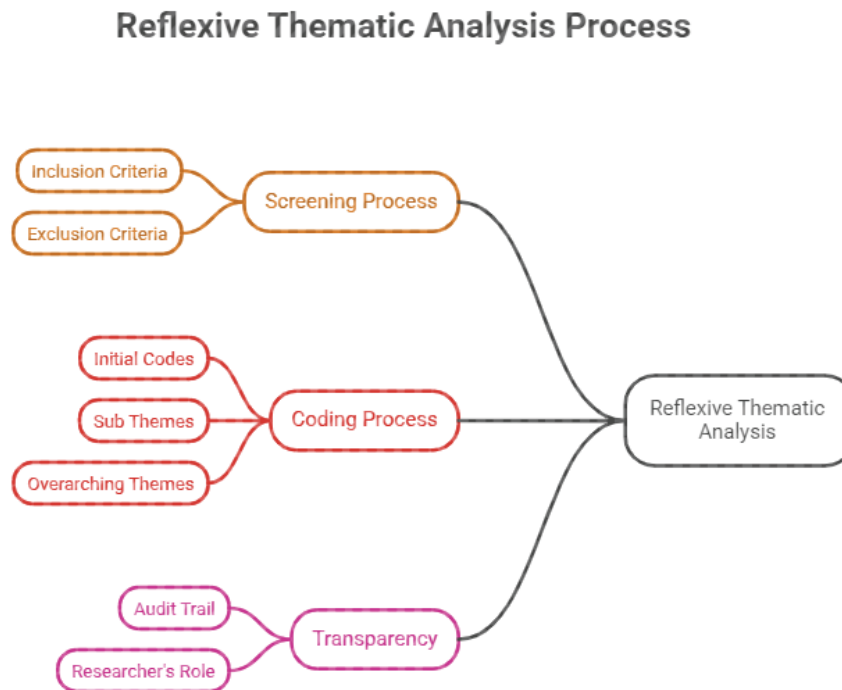 Reflexive Thematic Analysis Process
Inclusion Criteria
Screening Process
Exclusion Criteria
Initial Codes
Sub Themes
Coding Process
Overarching Themes
Reflexive Thematic
Analysis
Audit Trail
Transparency
Researcher's Role